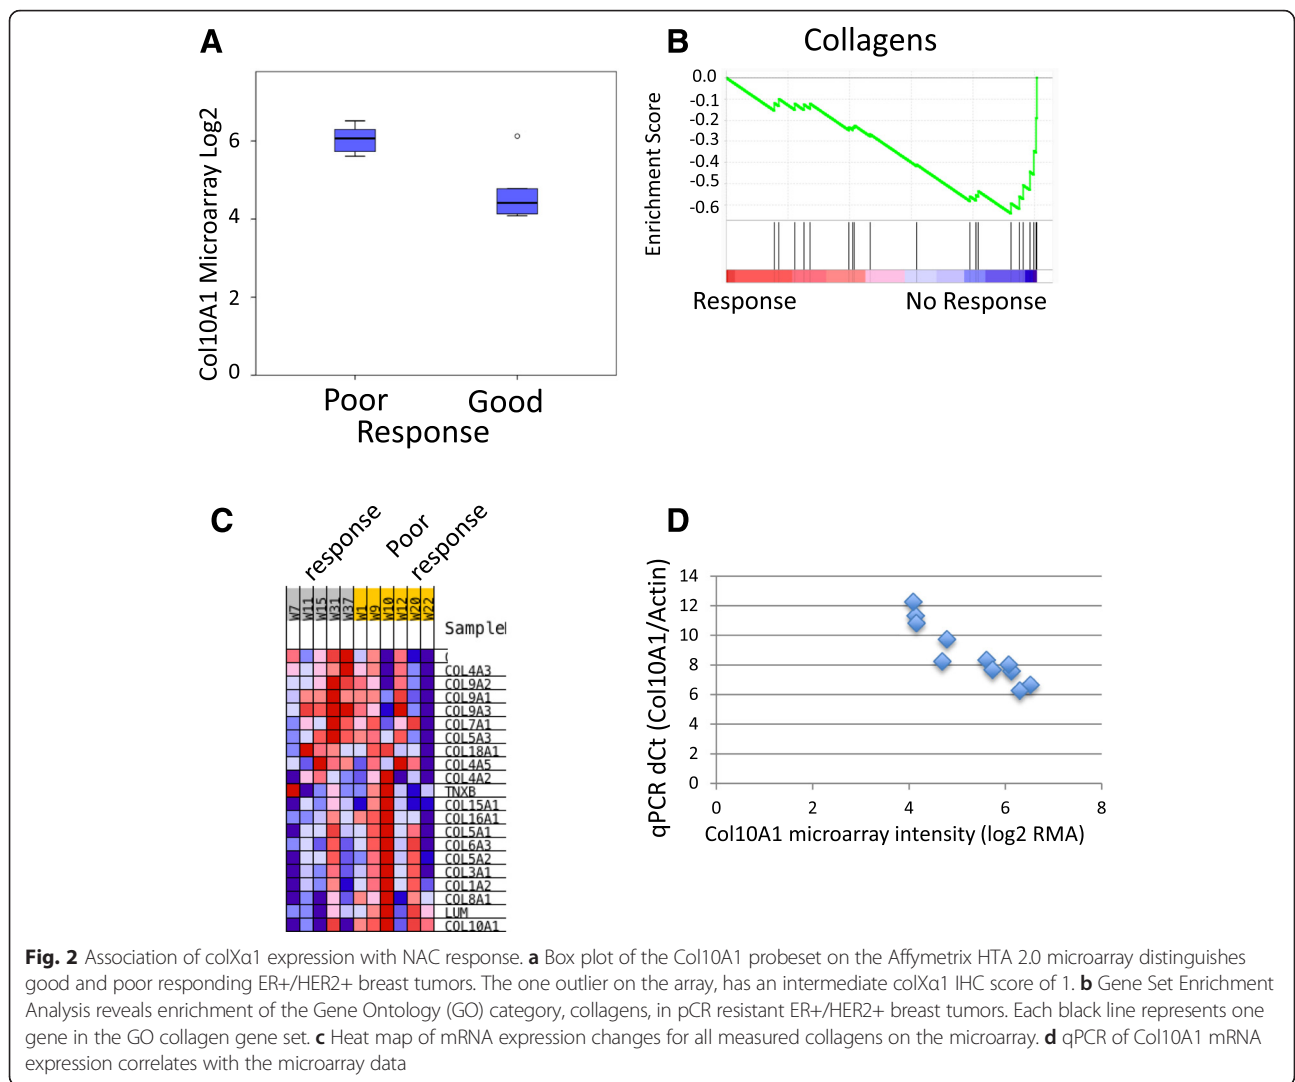 A
Col10A1 Microarray Log2
6
4
2
0
Poor
Good
Response
B
Collagens
Enrichment Score
0.0
-0.1
-0.2
-0.3
-0.4
-0.5
-0.6
Response
No Response
C
response
Poor
response
W7 W11 W15 W31 W37 W1 W9 W10 W12 W20 W22
Sample
COL4A3
COL9A2
COL9A1
COL9A3
COL7A1
COL5A3
COL18A1
COL4A5
COL4A2
TNXB
COL15A1
COL16A1
COL5A1
COL6A3
COL5A2
COL3A1
COL1A2
COL8A1
LUM
COL10A1
D
qPCR dCt (Col10A1/Actin)
14
12
10
8
6
4
2
0
0 2 4 6 8
Col10A1 microarray intensity (log2 RMA)
Fig. 2 Association of colXα1 expression with NAC response. a Box plot of the Col10A1 probeset on the Affymetrix HTA 2.0 microarray distinguishes
good and poor responding ER+/HER2+ breast tumors. The one outlier on the array, has an intermediate colXα1 IHC score of 1. b Gene Set Enrichment
Analysis reveals enrichment of the Gene Ontology (GO) category, collagens, in pCR resistant ER+/HER2+ breast tumors. Each black line represents one
gene in the GO collagen gene set. c Heat map of mRNA expression changes for all measured collagens on the microarray. d qPCR of Col10A1 mRNA
expression correlates with the microarray data